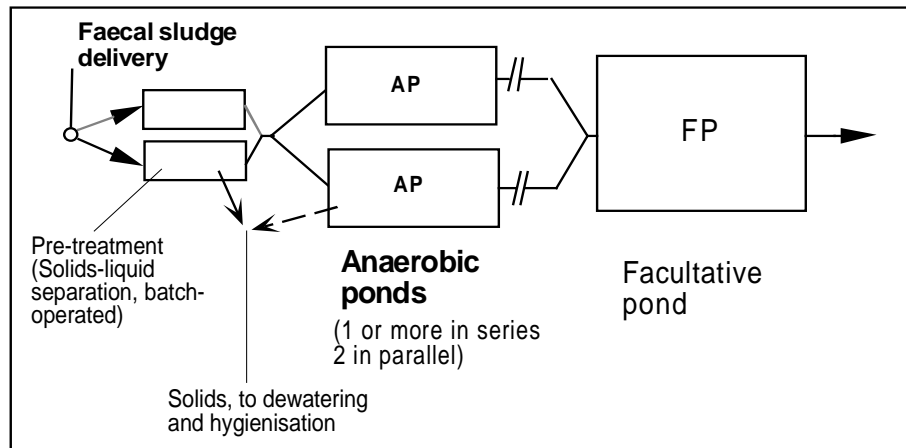 Faecal sludge
delivery
AP
FP
AP
Pre-treatment
(Solids-liquid
separation, batch-
operated)
Anaerobic
ponds
(1 or more in series
2 in parallel)
Facultative
pond
Solids, to dewatering
and hygienisation